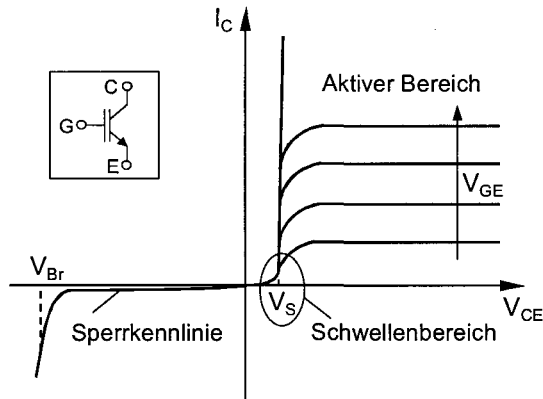 I_C
C
G
E
Aktiver Bereich
V_GE
V_Br
V_S
V_CE
Sperrkennlinie
Schwellenbereich